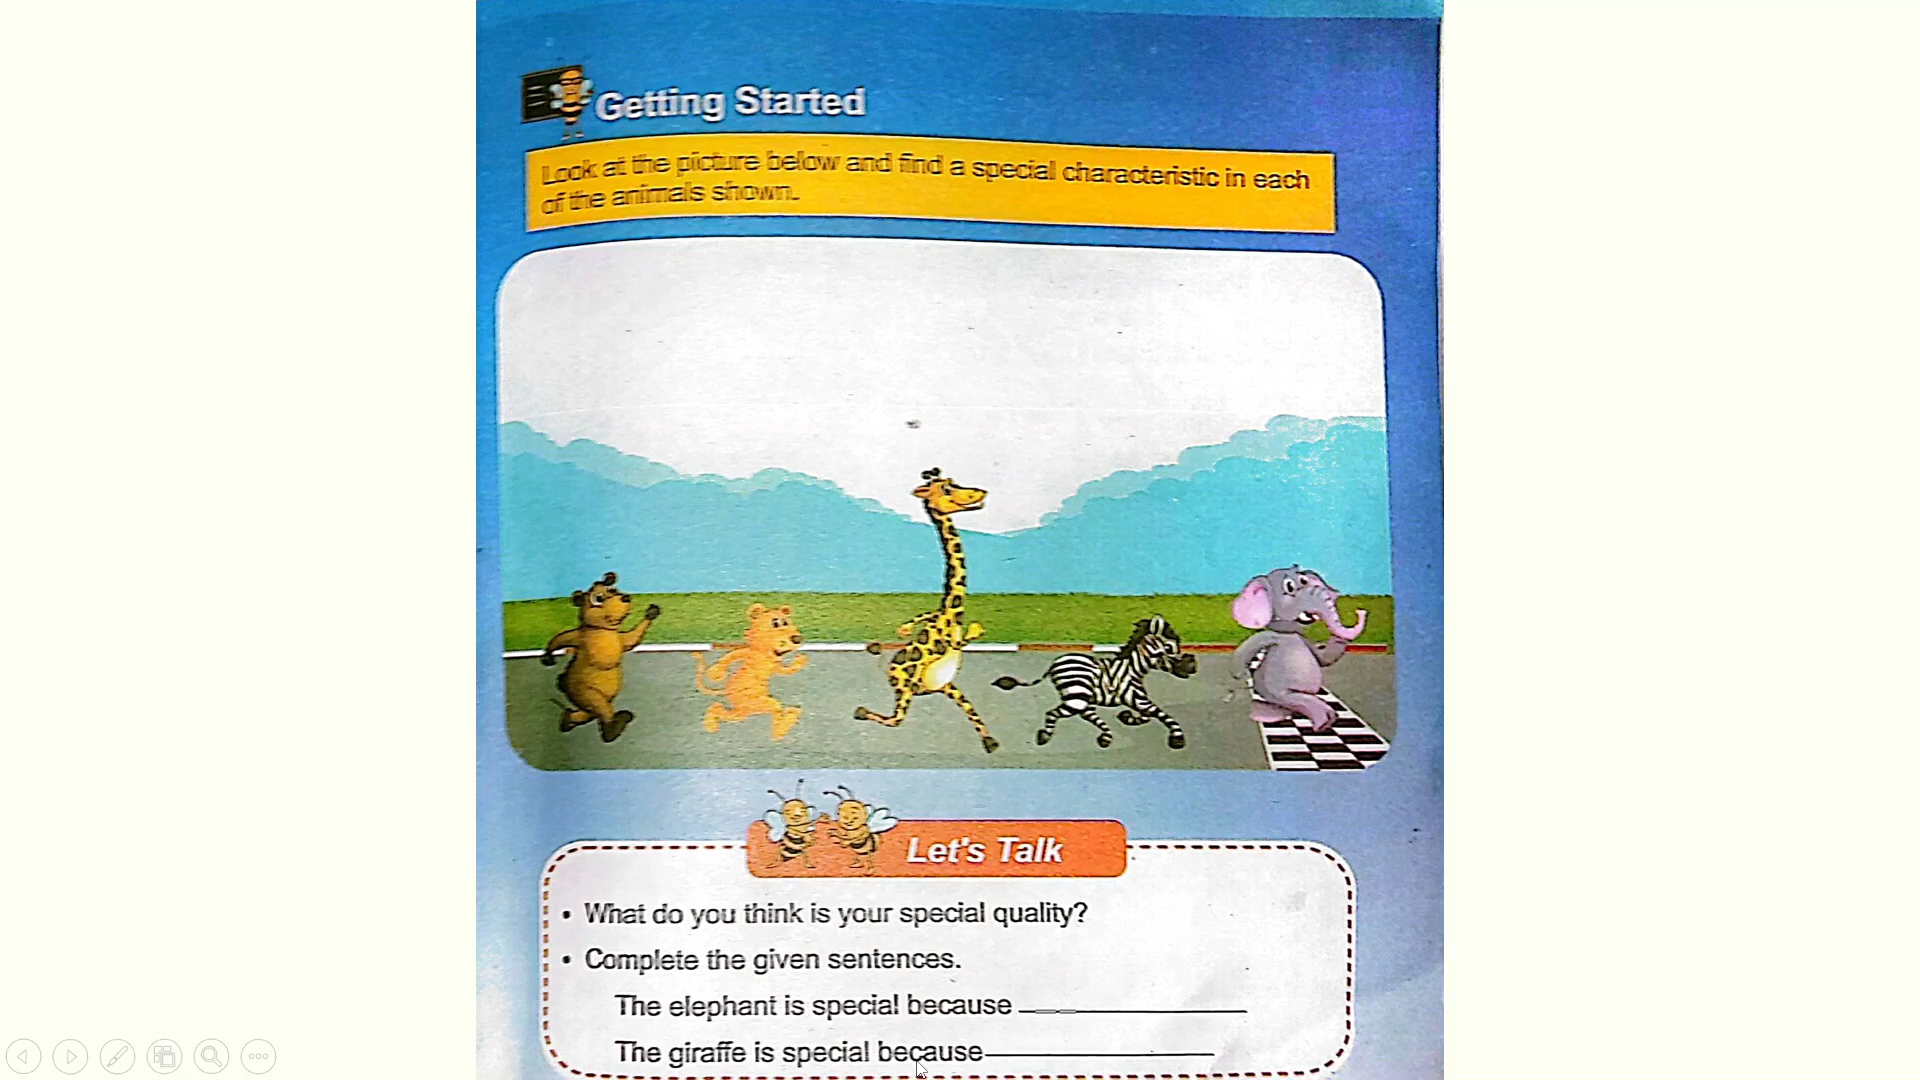 Getting Started
Look at the picture below and find a special characteristic in each
of the animals shown.
Let's Talk
• What do you think is your special quality?
• Complete the given sentences.
The elephant is special because
The giraffe is special because